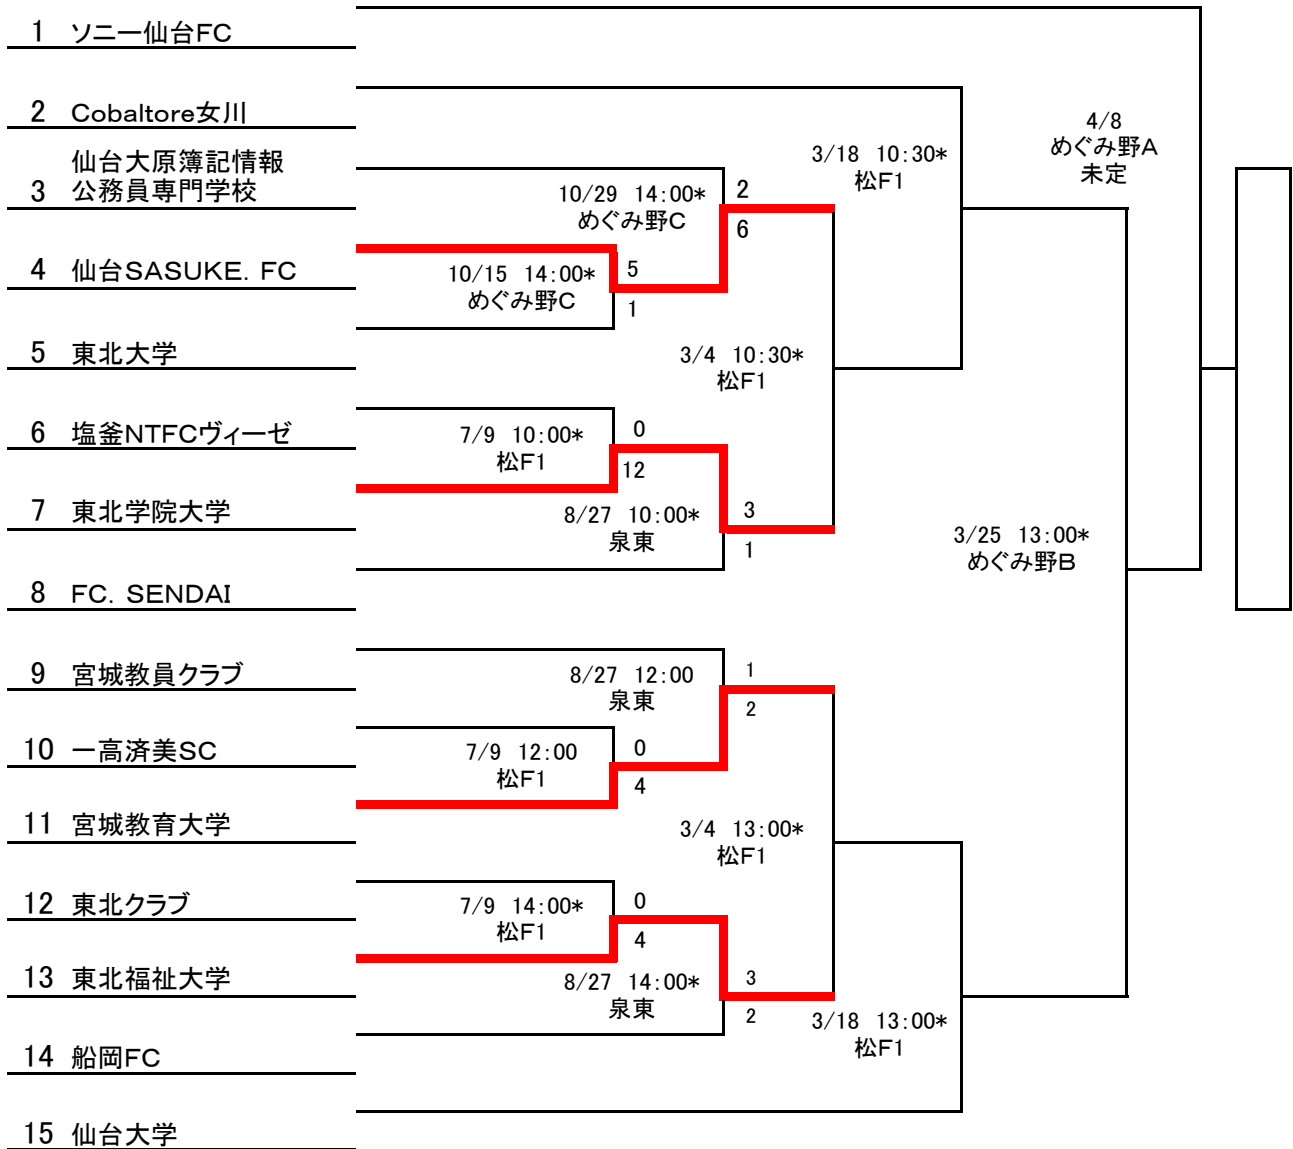 1 ソニー仙台FC
2 Cobaltore女川
4/8
めぐみ野A
未定
3/18 10:30*
松F1
仙台大原簿記情報
3 公務員専門学校
10/29 14:00*
めぐみ野C
2
6
4 仙台SASUKE. FC
10/15 14:00*
めぐみ野C
5
1
5 東北大学
3/4 10:30*
松F1
6 塩釜NTFCヴィーゼ
7/9 10:00*
松F1
0
12
7 東北学院大学
8/27 10:00*
泉東
3
1
3/25 13:00*
めぐみ野B
8 FC. SENDAI
9 宮城教員クラブ
8/27 12:00
泉東
1
2
10 一高済美SC
7/9 12:00
松F1
0
4
11 宮城教育大学
3/4 13:00*
松F1
12 東北クラブ
7/9 14:00*
松F1
0
4
13 東北福祉大学
8/27 14:00*
泉東
3
2
3/18 13:00*
松F1
14 船岡FC
15 仙台大学